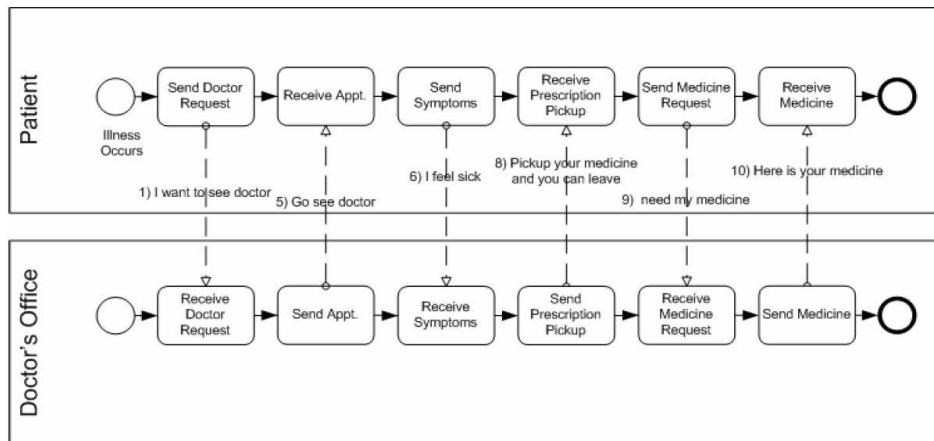 Patient
Illness
Occurs
Send Doctor
Request
Receive Appt.
Send
Symptoms
Receive
Prescription
Pickup
Send Medicine
Request
Receive
Medicine
1) I want to see doctor
5) Go see doctor
6) I feel sick
8) Pickup your medicine
and you can leave
9) need my medicine
10) Here is your medicine
Doctor's Office
Receive
Doctor
Request
Send Appt.
Receive
Symptoms
Send
Prescription
Pickup
Receive
Medicine
Request
Send Medicine